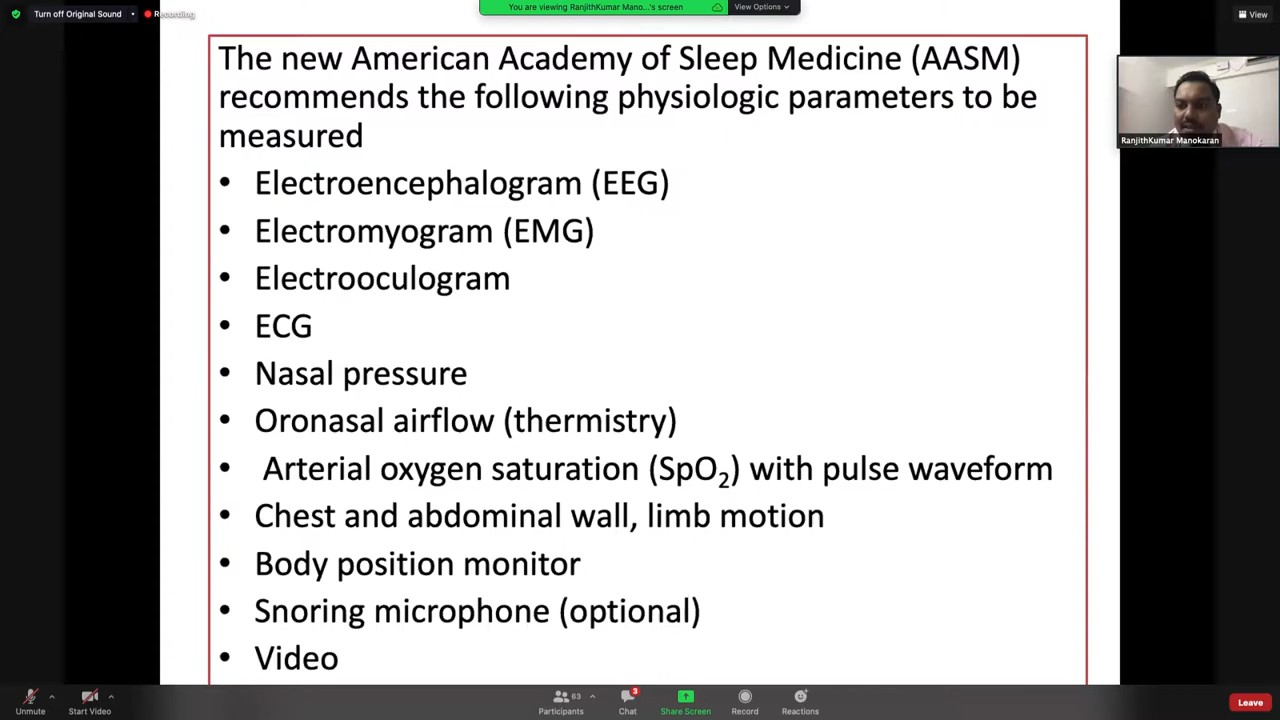 Turn off Original Sound
Recording
You are viewing RanjithKumar Mano...'s screen
View Options
View
The new American Academy of Sleep Medicine (AASM)
recommends the following physiologic parameters to be
measured
• Electroencephalogram (EEG)
• Electromyogram (EMG)
• Electrooculogram
• ECG
• Nasal pressure
• Oronasal airflow (thermistry)
• Arterial oxygen saturation (SpO₂) with pulse waveform
• Chest and abdominal wall, limb motion
• Body position monitor
• Snoring microphone (optional)
• Video
RanjithKumar Manokaran
Unmute
Start Video
63
Participants
3
Chat
Share Screen
Record
Reactions
Leave